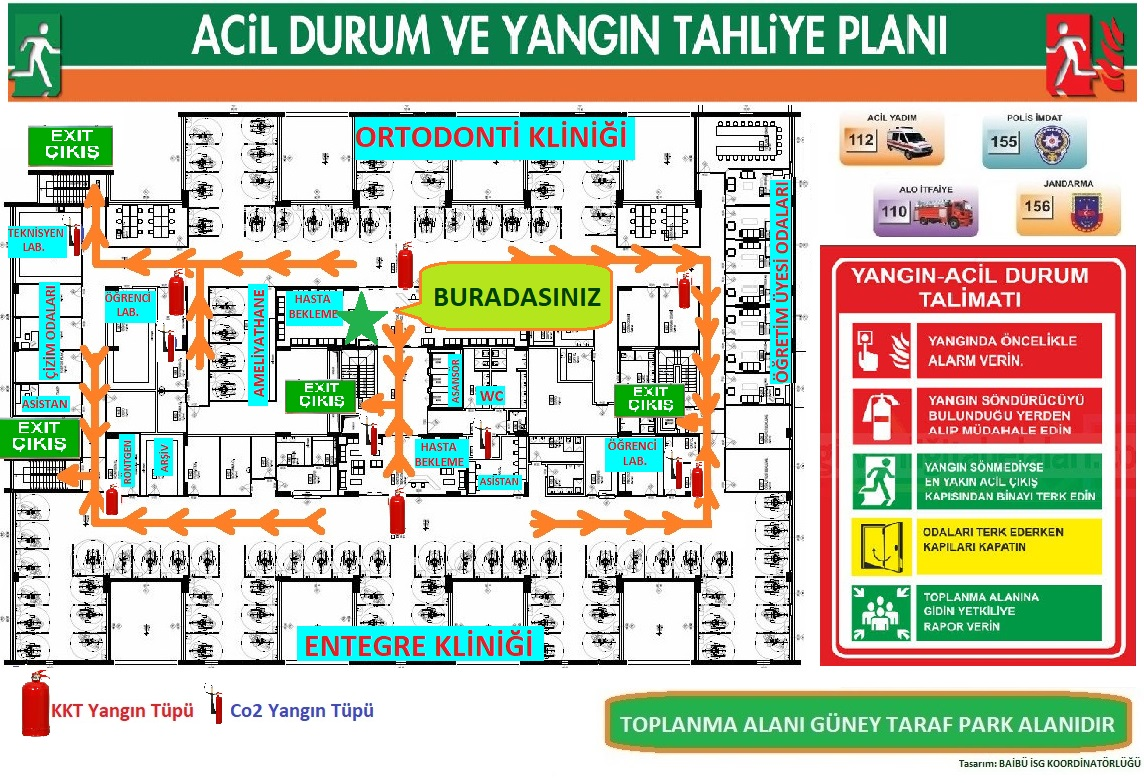 ACiL DURUM VE YANGIN TAHLiYE PLANI
EXIT
ÇIKIŞ
ORTODONTİ KLİNİĞİ
ACİL YADIM
112
POLİS İMDAT
155
ALO İTFAİYE
110
JANDARMA
156
TEKNİSYEN
LAB.
ÇİZİM ODALARI
ÖĞRENCİ
LAB.
AMELİYATHANE
HASTA
BEKLEME
BURADASINIZ
ÖĞRETİM ÜYESİ ODALARI
YANGIN-ACİL DURUM
TALİMATI
YANGINDA ÖNCELİKLE
ALARM VERİN.
YANGIN SÖNDÜRÜCÜYÜ
BULUNDUĞU YERDEN
ALIP MÜDAHALE EDİN
YANGIN SÖNMEDİYSE
EN YAKIN ACİL ÇIKIŞ
KAPISINDAN BİNAYI TERK EDİN
ODALARI TERK EDERKEN
KAPILARI KAPATIN
TOPLANMA ALANINA
GİDİN YETKİLİYE
RAPOR VERİN
ASİSTAN
EXIT
ÇIKIŞ
EXIT
ÇIKIŞ
ASANSÖR
WC
EXIT
ÇIKIŞ
RÖNTGEN
ARŞİV
HASTA
BEKLEME
ASİSTAN
ÖĞRENCİ
LAB.
ENTEGRE KLİNİĞİ
KKT Yangın Tüpü
Co2 Yangın Tüpü
TOPLANMA ALANI GÜNEY TARAF PARK ALANIDIR
Tasarım: BAİBÜ İSG KOORDİNATÖRLÜĞÜ